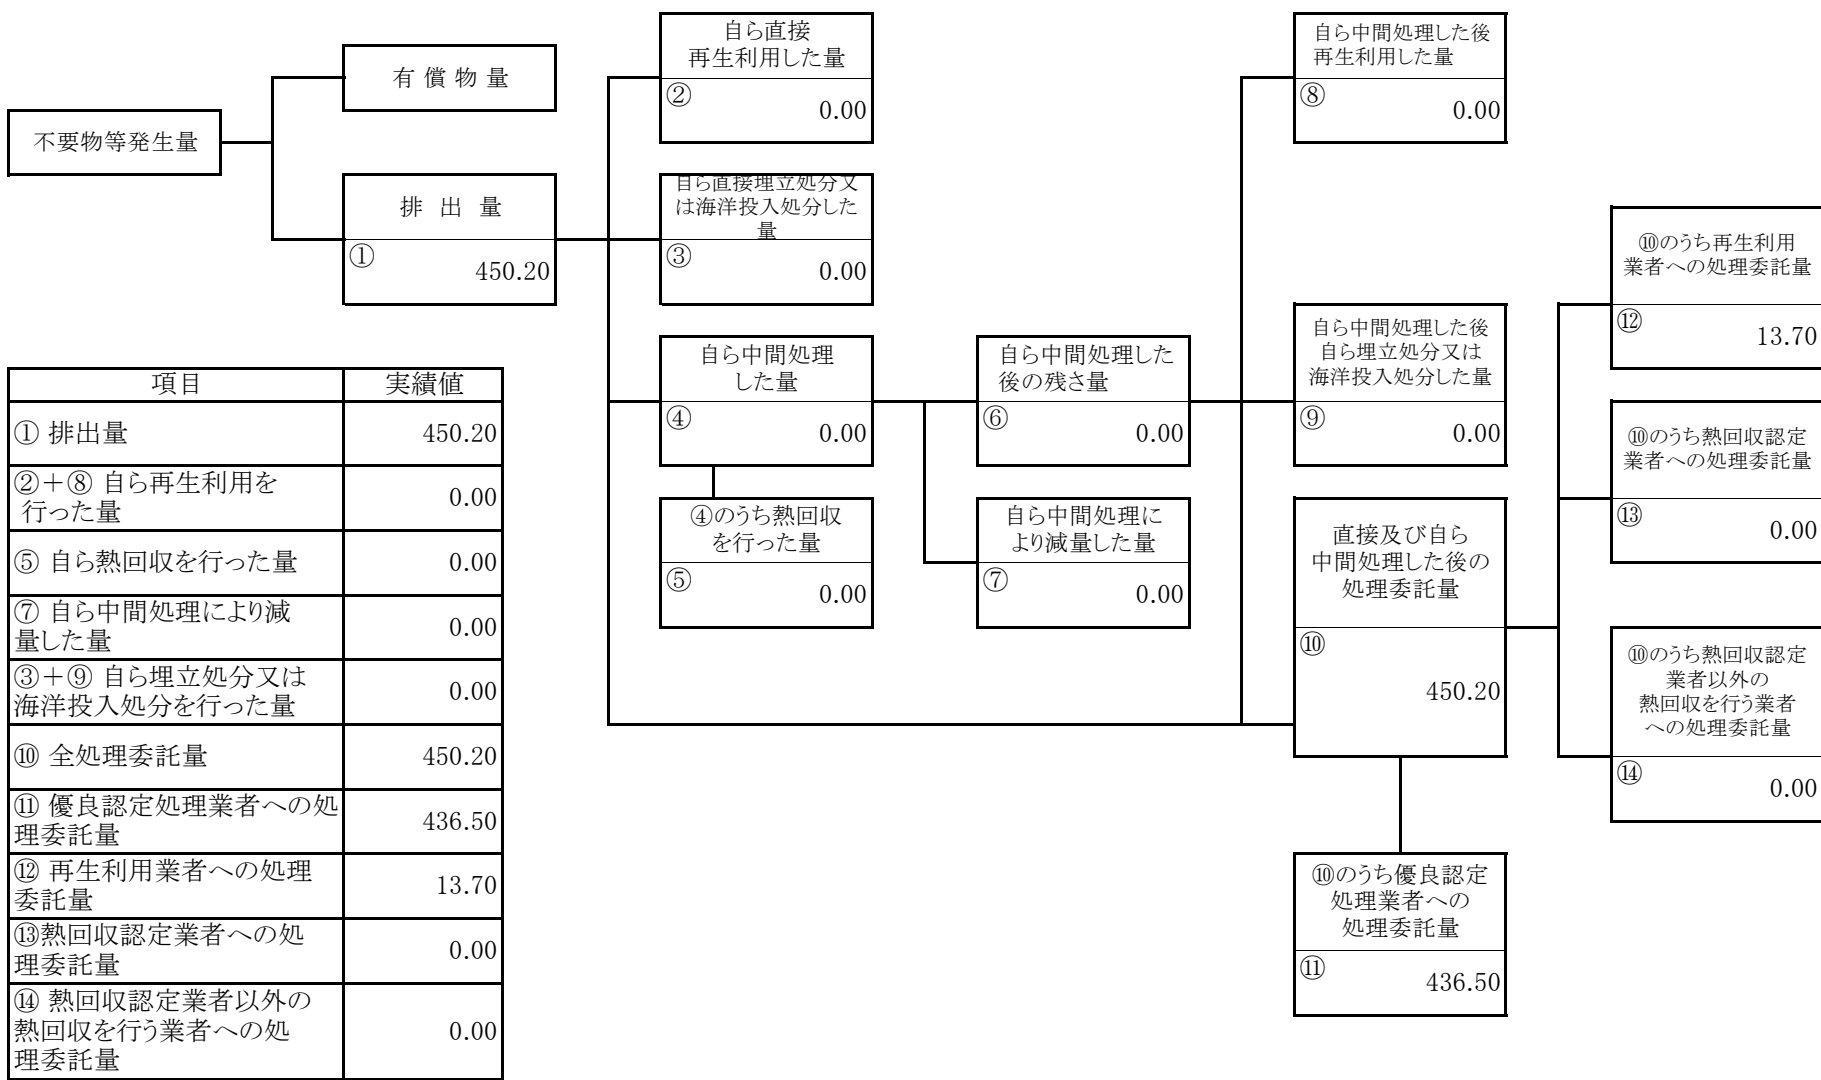 不要物等発生量
有 償 物 量
排 出 量
①
450.20
自ら直接
再生利用した量
②
0.00
自ら直接埋立処分又
は海洋投入処分した
量
③
0.00
自ら中間処理
した量
④
0.00
④のうち熱回収
を行った量
⑤
0.00
自ら中間処理した
後の残さ量
⑥
0.00
自ら中間処理に
より減量した量
⑦
0.00
自ら中間処理した後
再生利用した量
⑧
0.00
自ら中間処理した後
自ら埋立処分又は
海洋投入処分した量
⑨
0.00
直接及び自ら
中間処理した後の
処理委託量
⑩
450.20
⑩のうち優良認定
処理業者への
処理委託量
⑪
436.50
⑩のうち再生利用
業者への処理委託量
⑫
13.70
⑩のうち熱回収認定
業者への処理委託量
⑬
0.00
⑩のうち熱回収認定
業者以外の
熱回収を行う業者
への処理委託量
⑭
0.00
項目 実績値
① 排出量 450.20
②＋⑧ 自ら再生利用を
行った量 0.00
⑤ 自ら熱回収を行った量 0.00
⑦ 自ら中間処理により減
量した量 0.00
③＋⑨ 自ら埋立処分又は
海洋投入処分を行った量 0.00
⑩ 全処理委託量 450.20
⑪ 優良認定処理業者への処
理委託量 436.50
⑫ 再生利用業者への処理
委託量 13.70
⑬熱回収認定業者への処
理委託量 0.00
⑭ 熱回収認定業者以外の
熱回収を行う業者への処
理委託量 0.00